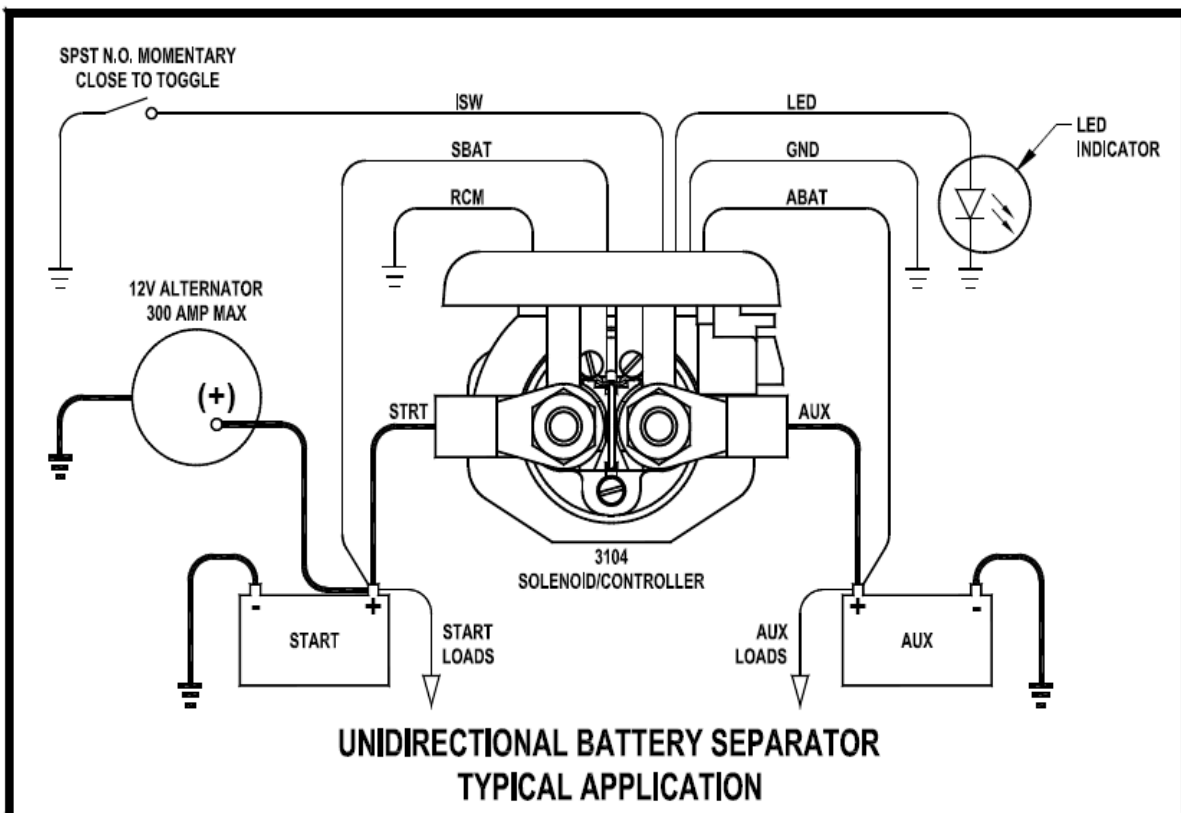 SPST N.O. MOMENTARY
CLOSE TO TOGGLE
ISW
LED
LED
INDICATOR
SBAT
GND
RCM
ABAT
12V ALTERNATOR
300 AMP MAX
(+)
STRT
AUX
3104
SOLENOID/CONTROLLER
- +
START
START
LOADS
AUX
LOADS
+ -
AUX
UNIDIRECTIONAL BATTERY SEPARATOR
TYPICAL APPLICATION